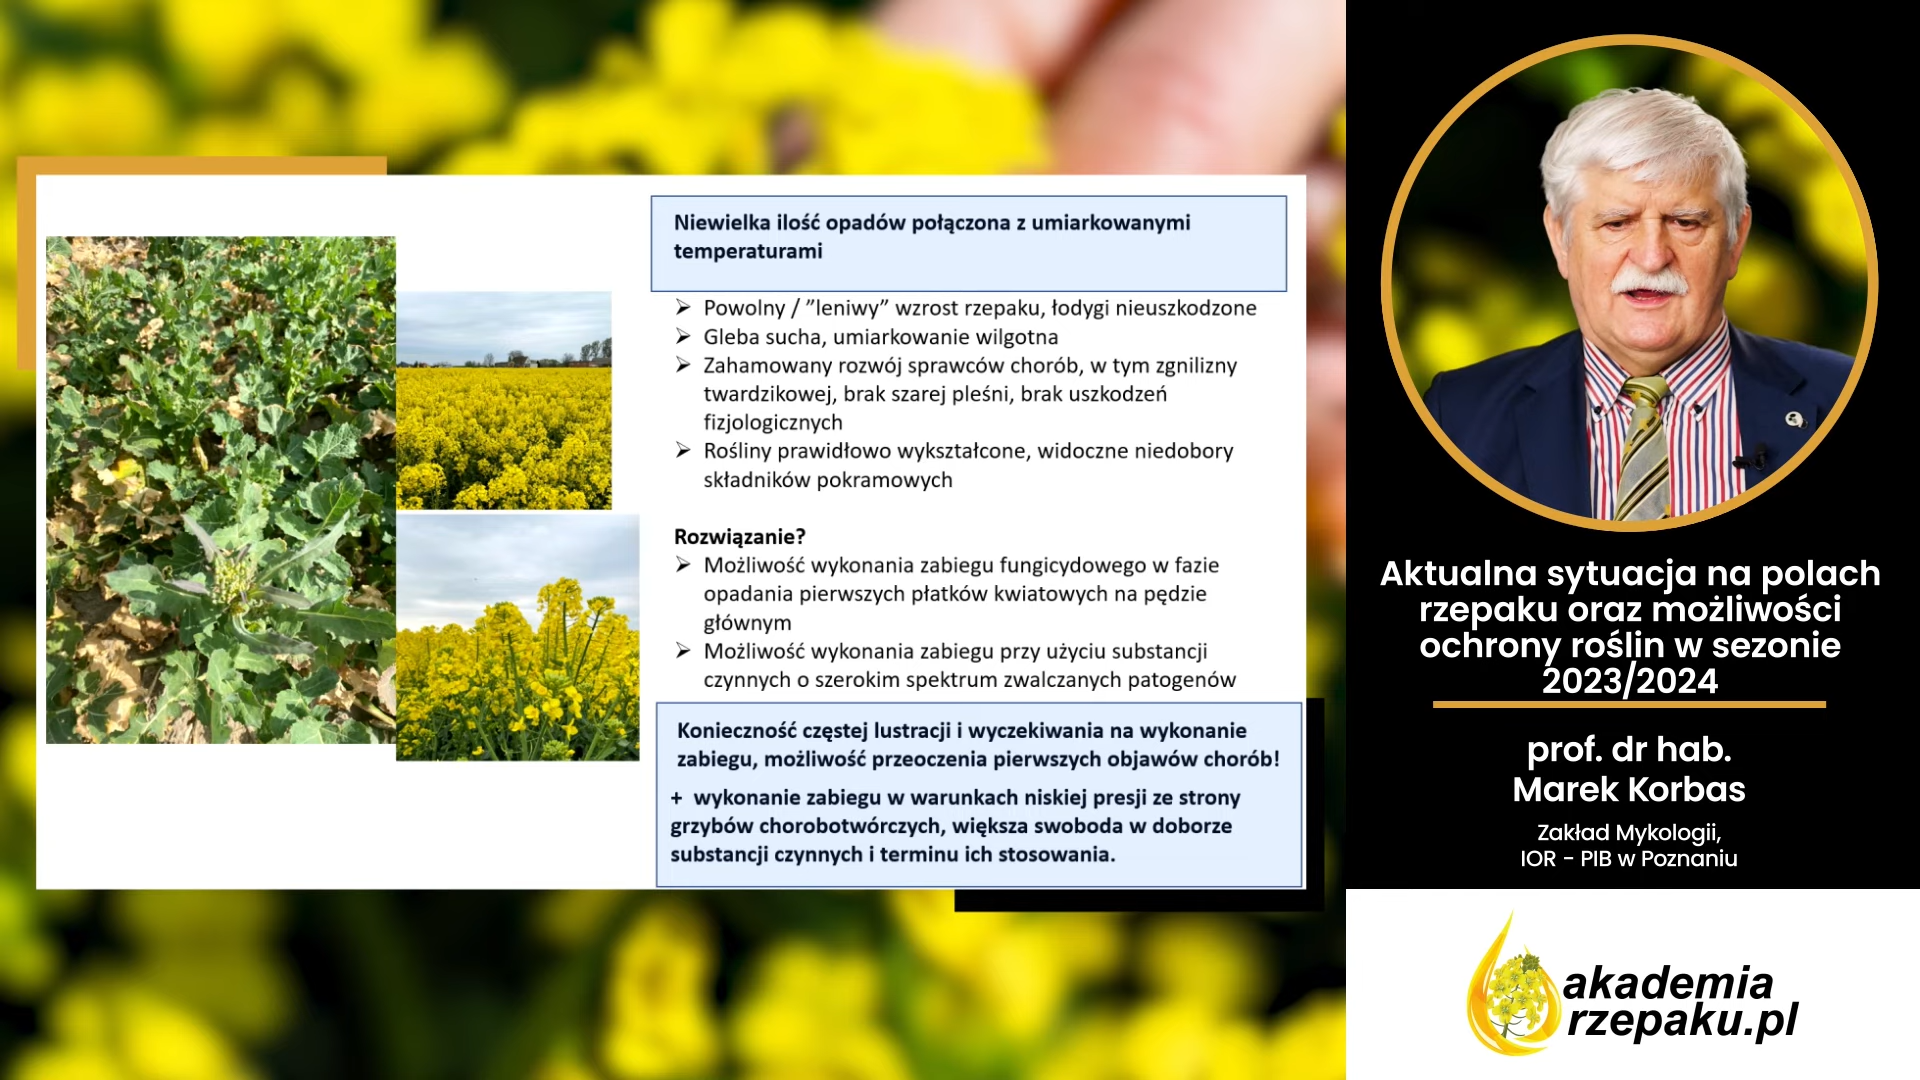 Niewielka ilość opadów połączona z umiarkowanymi
temperaturami
Powolny / ”leniwy” wzrost rzepaku, łodygi nieuszkodzone
Gleba sucha, umiarkowanie wilgotna
Zahamowany rozwój sprawców chorób, w tym zgnilizny
twardzikowej, brak szarej pleśni, brak uszkodzeń
fizjologicznych
Rośliny prawidłowo wykształcone, widoczne niedobory
składników pokramowych
Rozwiązanie?
Możliwość wykonania zabiegu fungicydowego w fazie
opadania pierwszych płatków kwiatowych na pędzie
głównym
Możliwość wykonania zabiegu przy użyciu substancji
czynnych o szerokim spektrum zwalczanych patogenów
Konieczność częstej lustracji i wyczekiwania na wykonanie
zabiegu, możliwość przeoczenia pierwszych objawów chorób!
+ wykonanie zabiegu w warunkach niskiej presji ze strony
grzybów chorobotwórczych, większa swoboda w doborze
substancji czynnych i terminu ich stosowania.
Aktualna sytuacja na polach
rzepaku oraz możliwości
ochrony roślin w sezonie
2023/2024
prof. dr hab.
Marek Korbas
Zakład Mykologii,
IOR - PIB w Poznaniu
akademia
rzepaku.pl